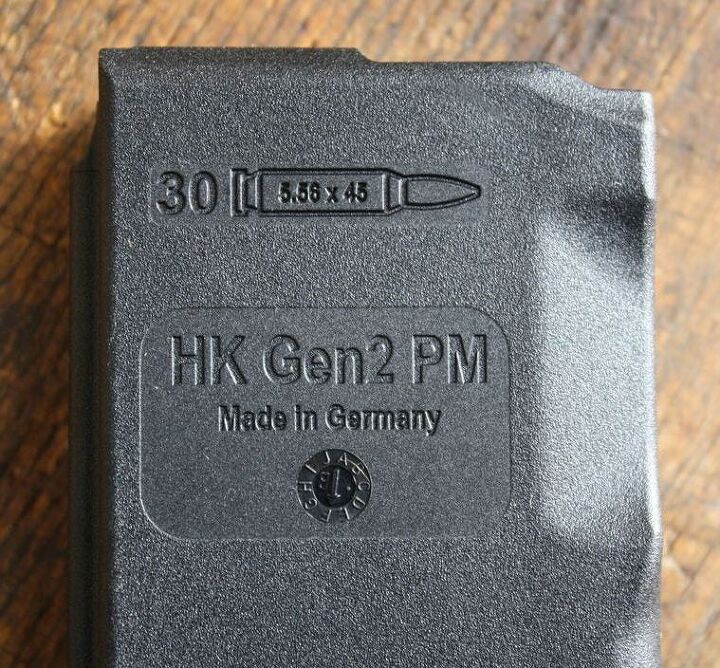 30 5.56 x 45
HK Gen2 PM
Made in Germany